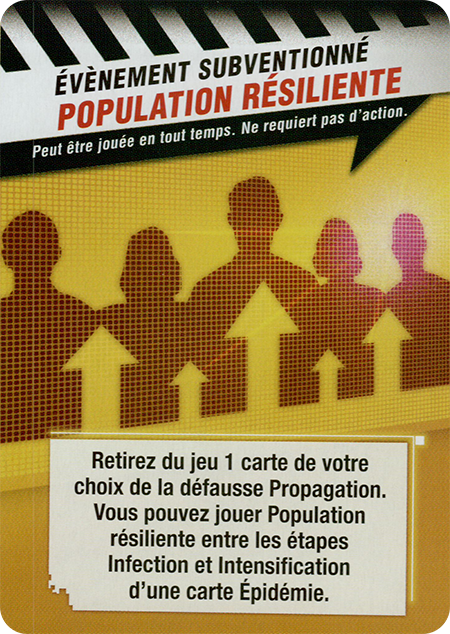 ÉVÈNEMENT SUBVENTIONNÉ
POPULATION RÉSILIENTE
Peut être jouée en tout temps. Ne requiert pas d'action.
Retirez du jeu 1 carte de votre
choix de la défausse Propagation.
Vous pouvez jouer Population
résiliente entre les étapes
Infection et Intensification
d'une carte Épidémie.